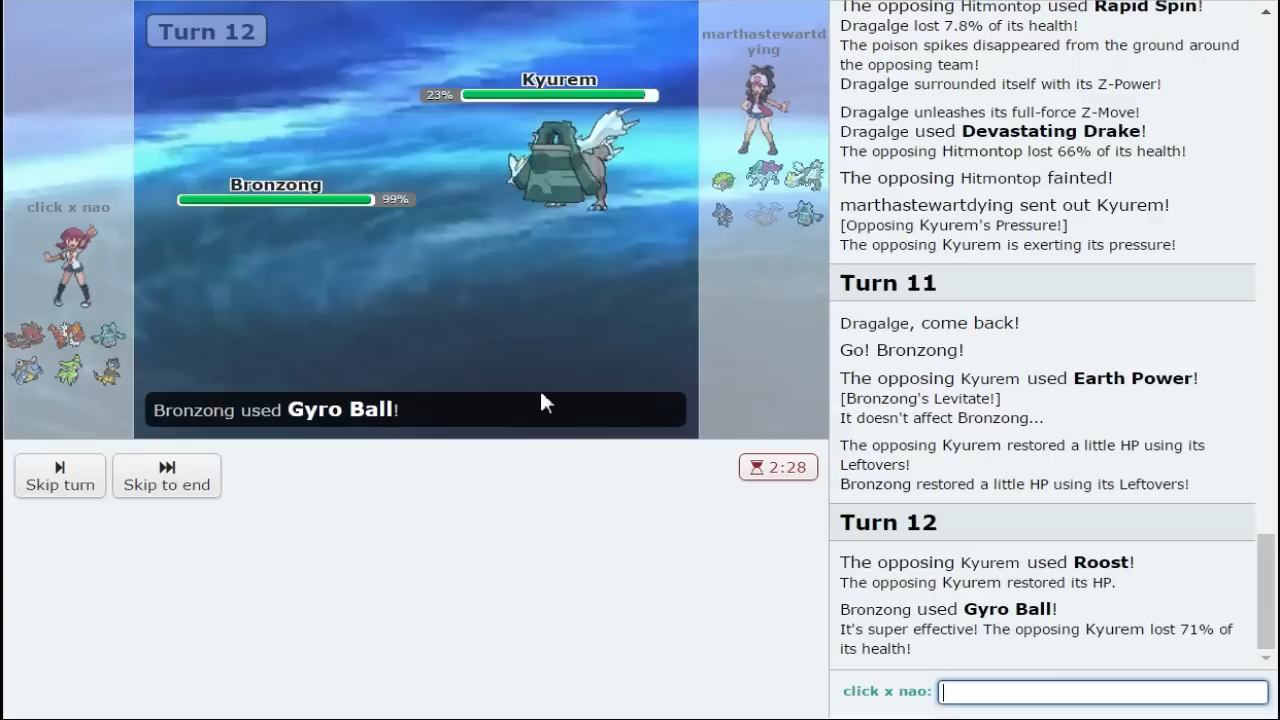 Turn 12
marthastewartd
ying
Kyurem
23%
Bronzong
99%
click x nao
Bronzong used Gyro Ball!
Skip turn
Skip to end
2:28
The opposing Hitmontop used Rapid Spin!
Dragalge lost 7.8% of its health!
The poison spikes disappeared from the ground around
the opposing team!
Dragalge surrounded itself with its Z-Power!
Dragalge unleashes its full-force Z-Move!
Dragalge used Devastating Drake!
The opposing Hitmontop lost 66% of its health!
The opposing Hitmontop fainted!
marthastewartdying sent out Kyurem!
[Opposing Kyurem's Pressure!]
The opposing Kyurem is exerting its pressure!
Turn 11
Dragalge, come back!
Go! Bronzong!
The opposing Kyurem used Earth Power!
[Bronzong's Levitate!]
It doesn't affect Bronzong...
The opposing Kyurem restored a little HP using its
Leftovers!
Bronzong restored a little HP using its Leftovers!
Turn 12
The opposing Kyurem used Roost!
The opposing Kyurem restored its HP.
Bronzong used Gyro Ball!
It's super effective! The opposing Kyurem lost 71% of
its health!
click x nao: